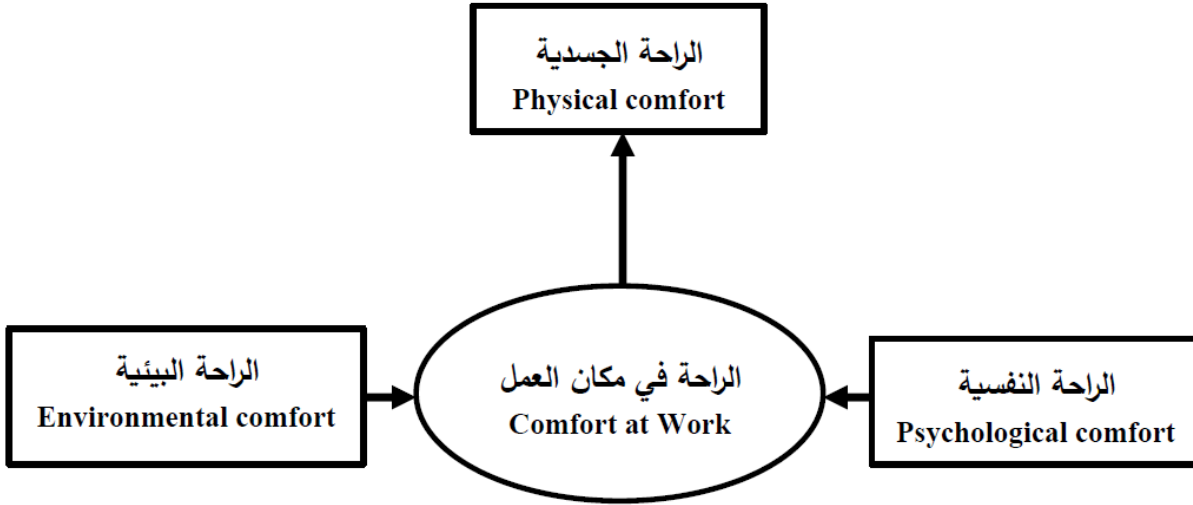 الراحة الجسدية
Physical comfort
الراحة البيئية
Environmental comfort
الراحة في مكان العمل
Comfort at Work
الراحة النفسية
Psychological comfort